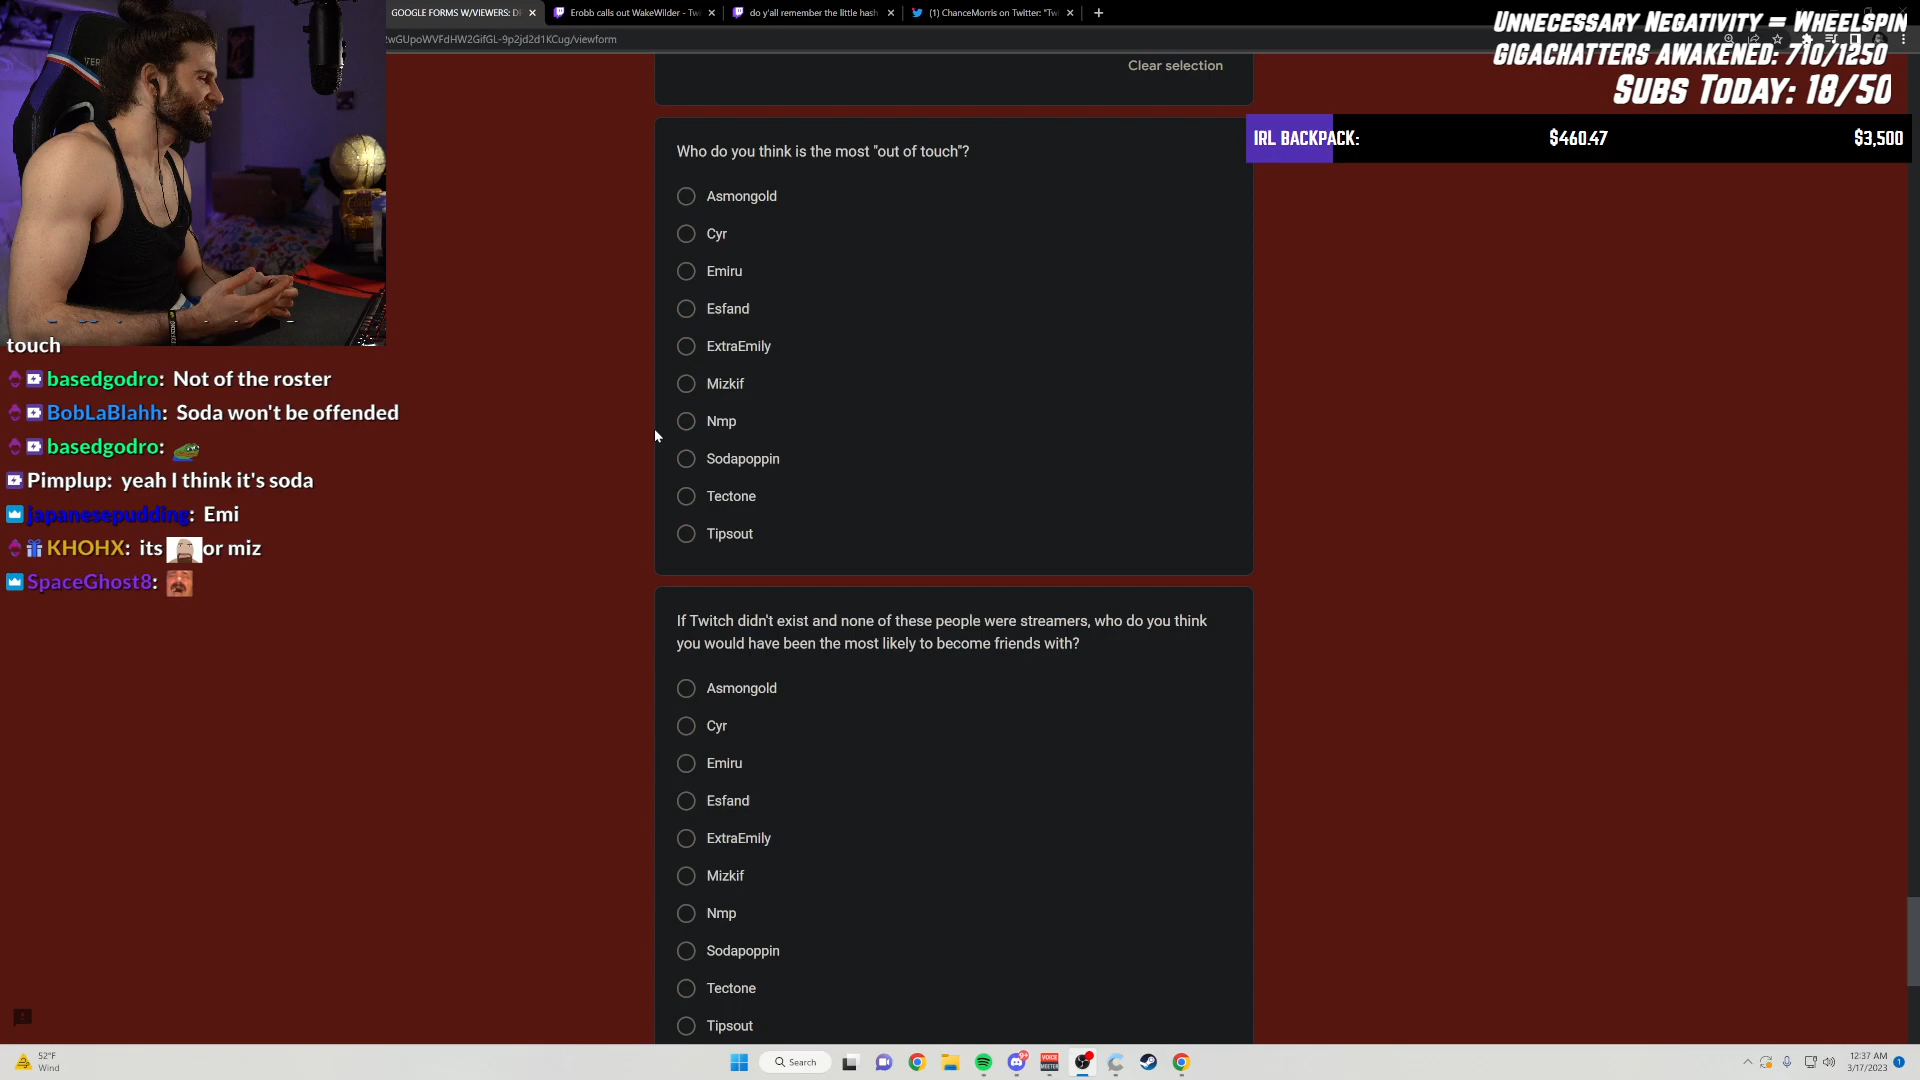 GOOGLE FORMS W/VIEWERS: DI
Erobb calls out WakeWilder - Tw
do y'all remember the little hash
(1) ChanceMorris on Twitter: "Tw
wGUpoWVFdHW2GifGL-9p2jd2d1KCug/viewform
UNNECESSARY NEGATIVITY = WHEELSPIN
GIGACHATTERS AWAKENED: 710/1250
SUBS TODAY: 18/50
IRL BACKPACK: $460.47 $3,500
Clear selection
Who do you think is the most "out of touch"?
Asmongold
Cyr
Emiru
Esfand
ExtraEmily
Mizkif
Nmp
Sodapoppin
Tectone
Tipsout
If Twitch didn't exist and none of these people were streamers, who do you think
you would have been the most likely to become friends with?
Asmongold
Cyr
Emiru
Esfand
ExtraEmily
Mizkif
Nmp
Sodapoppin
Tectone
Tipsout
touch
basedgodro: Not of the roster
BobLaBlahh: Soda won't be offended
basedgodro:
Pimplup: yeah I think it's soda
japanesepudding: Emi
KHOHX: its or miz
SpaceGhost8:
52°F
Wind
Search
VOICE
MEETER
12:37 AM
3/17/2023
1